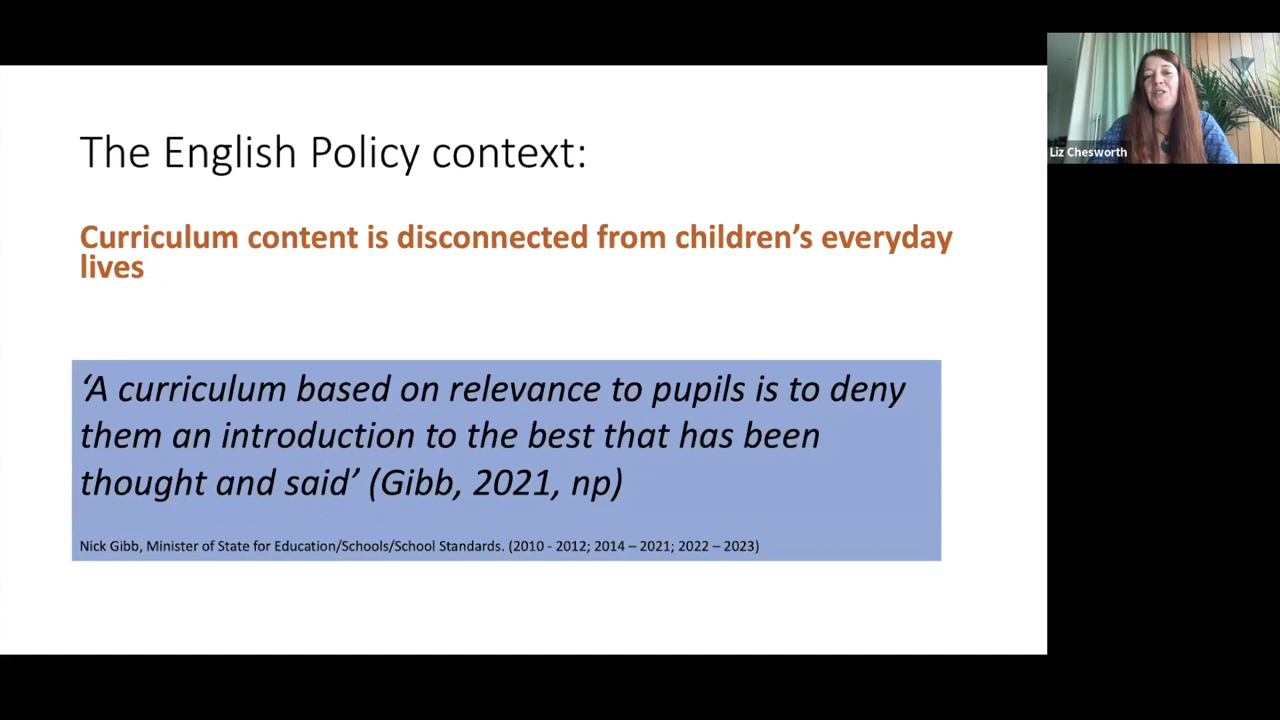 The English Policy context:
Curriculum content is disconnected from children’s everyday
lives
‘A curriculum based on relevance to pupils is to deny
them an introduction to the best that has been
thought and said’ (Gibb, 2021, np)
Nick Gibb, Minister of State for Education/Schools/School Standards. (2010 - 2012; 2014 – 2021; 2022 – 2023)
Liz Chesworth